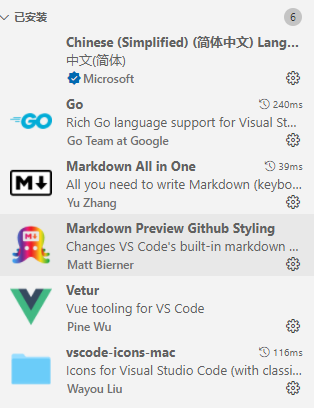 已安装
6
Chinese (Simplified) (简体中文) Lang...
中文(简体)
Microsoft
GO
Go
240ms
Rich Go language support for Visual St...
Go Team at Google
M
Markdown All in One
39ms
All you need to write Markdown (keybo...
Yu Zhang
M
Markdown Preview Github Styling
Changes VS Code's built-in markdown ...
Matt Bierner
Vetur
Vue tooling for VS Code
Pine Wu
vscode-icons-mac
116ms
Icons for Visual Studio Code (with classi...
Wayou Liu